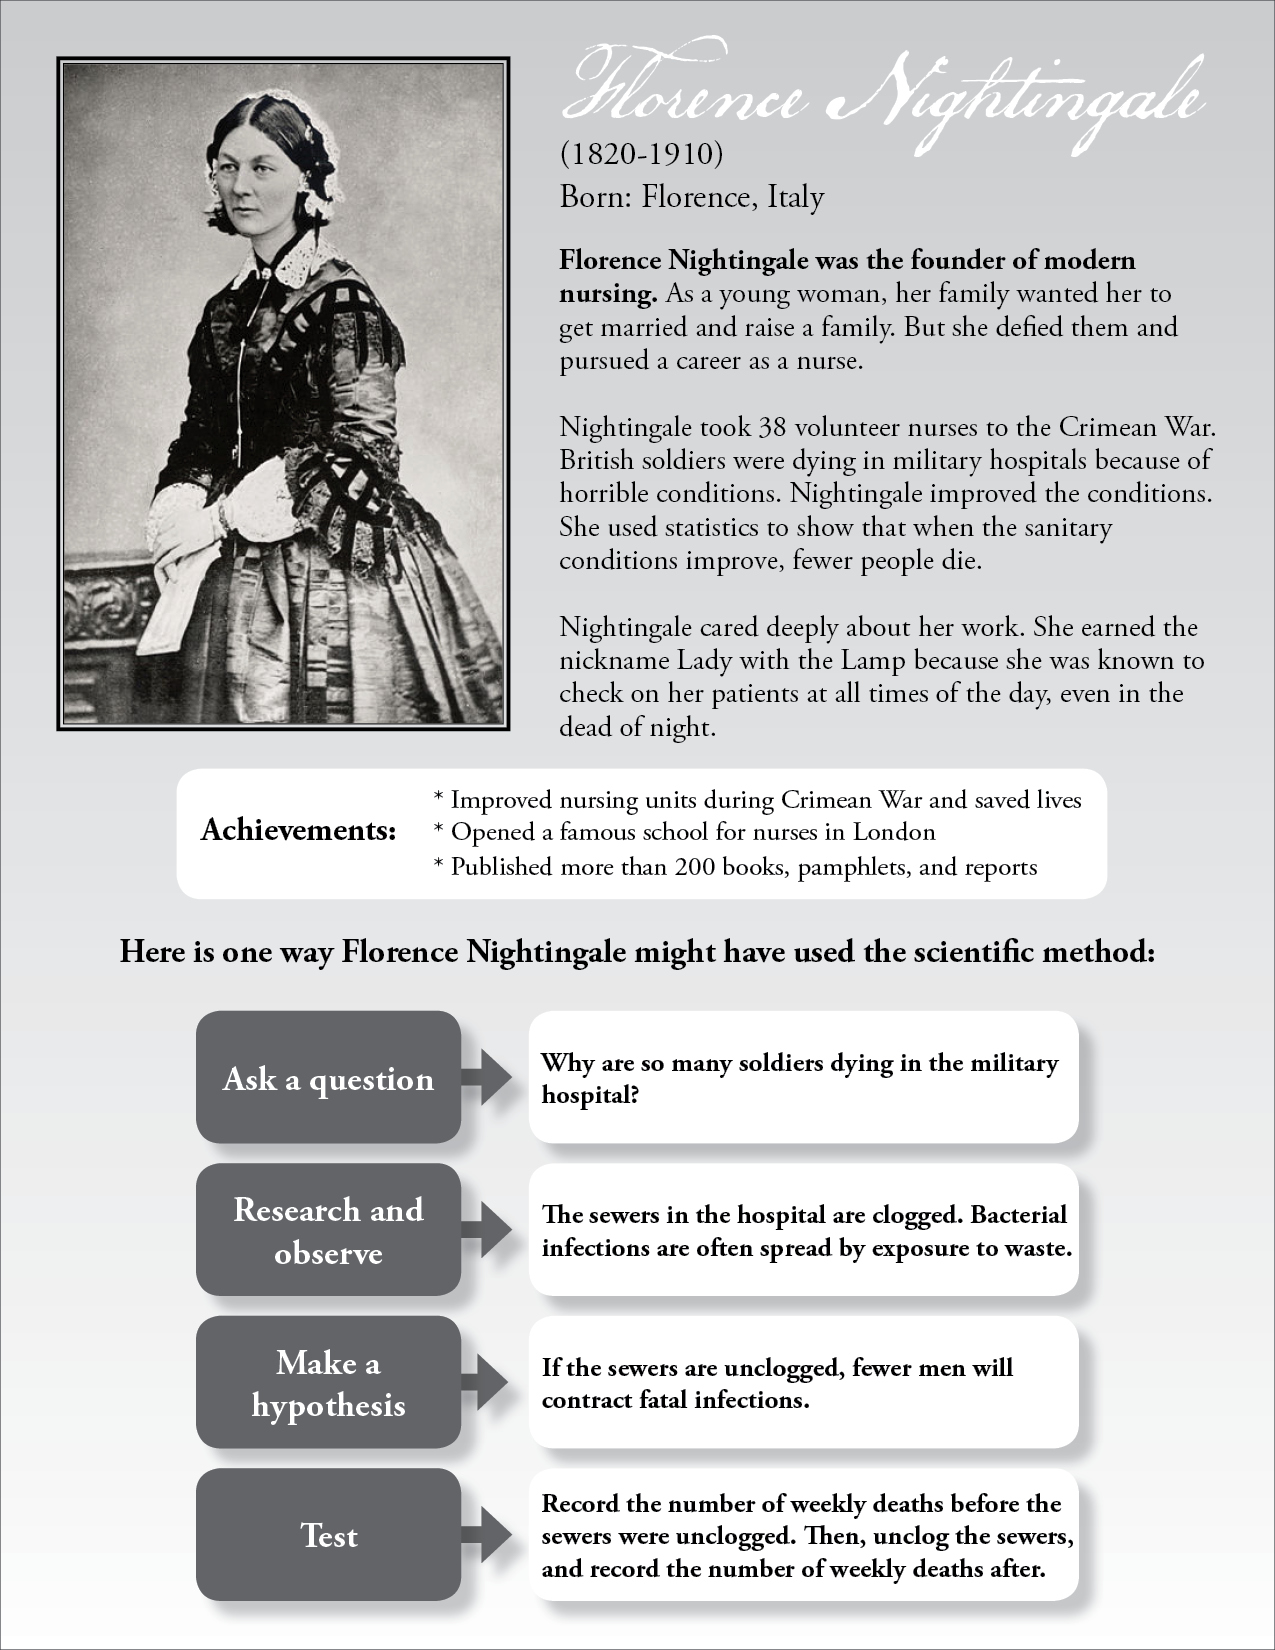 Florence Nightingale
(1820-1910)
Born: Florence, Italy
Florence Nightingale was the founder of modern
nursing. As a young woman, her family wanted her to
get married and raise a family. But she defied them and
pursued a career as a nurse.
Nightingale took 38 volunteer nurses to the Crimean War.
British soldiers were dying in military hospitals because of
horrible conditions. Nightingale improved the conditions.
She used statistics to show that when the sanitary
conditions improve, fewer people die.
Nightingale cared deeply about her work. She earned the
nickname Lady with the Lamp because she was known to
check on her patients at all times of the day, even in the
dead of night.
Achievements:
* Improved nursing units during Crimean War and saved lives
* Opened a famous school for nurses in London
* Published more than 200 books, pamphlets, and reports
Here is one way Florence Nightingale might have used the scientific method:
Ask a question
Why are so many soldiers dying in the military
hospital?
Research and
observe
The sewers in the hospital are clogged. Bacterial
infections are often spread by exposure to waste.
Make a
hypothesis
If the sewers are unclogged, fewer men will
contract fatal infections.
Test
Record the number of weekly deaths before the
sewers were unclogged. Then, unclog the sewers,
and record the number of weekly deaths after.